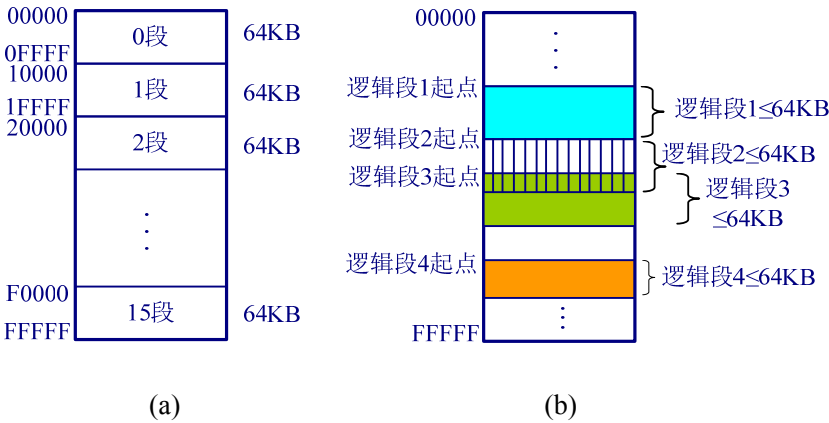 00000
0段
64KB
0FFFF
10000
1段
64KB
1FFFF
20000
2段
64KB
F0000
15段
64KB
FFFFF
(a)
00000
逻辑段1起点
逻辑段1≤64KB
逻辑段2起点
逻辑段2≤64KB
逻辑段3起点
逻辑段3
≤64KB
逻辑段4起点
逻辑段4≤64KB
FFFFF
(b)